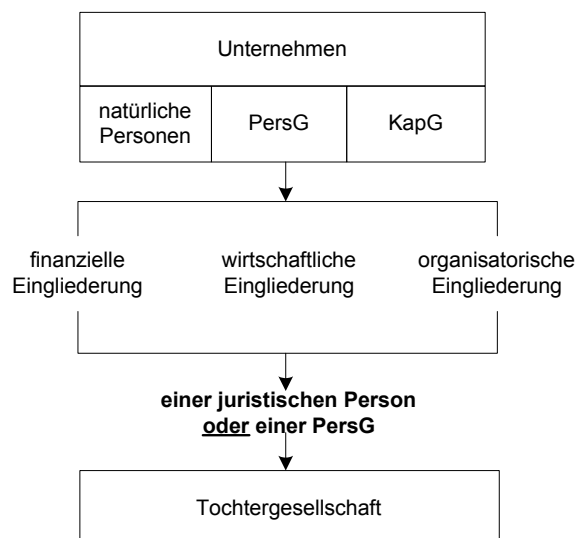 Unternehmen
natürliche
Personen
PersG
KapG
finanzielle
Eingliederung
wirtschaftliche
Eingliederung
organisatorische
Eingliederung
einer juristischen Person
oder einer PersG
Tochtergesellschaft